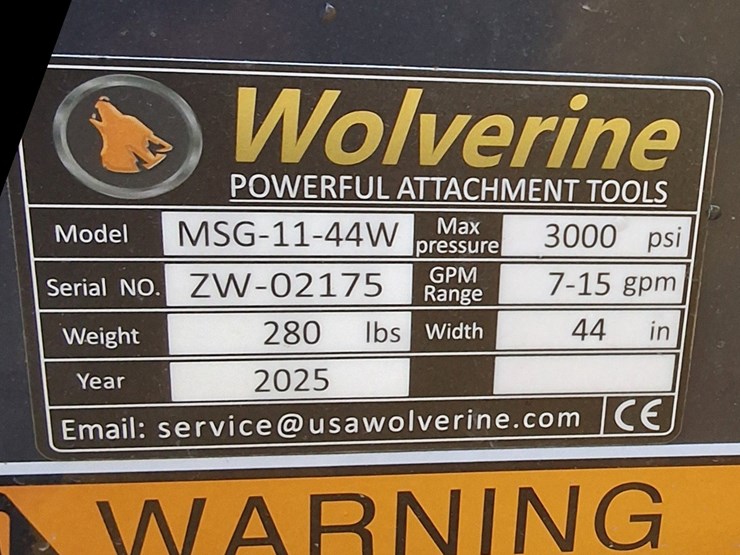 Wolverine
POWERFUL ATTACHMENT TOOLS
Model MSG-11-44W Max pressure 3000 psi
Serial NO. ZW-02175 GPM Range 7-15 gpm
Weight 280 lbs Width 44 in
Year 2025
Email: service@usawolverine.com CE
WARNING